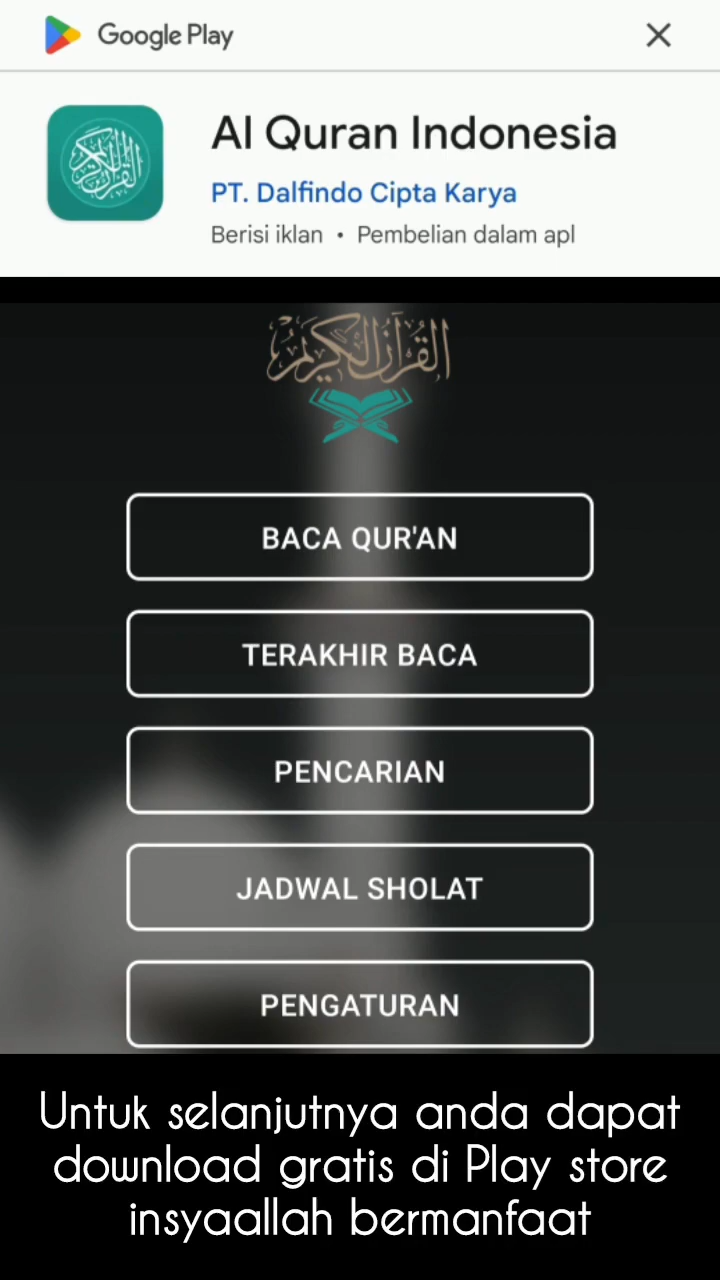 Google Play
Al Quran Indonesia
PT. Dalfindo Cipta Karya
Berisi iklan • Pembelian dalam apl
القرآن الكريم
BACA QUR'AN
TERAKHIR BACA
PENCARIAN
JADWAL SHOLAT
PENGATURAN
Untuk selanjutnya anda dapat
download gratis di Play store
insyaallah bermanfaat